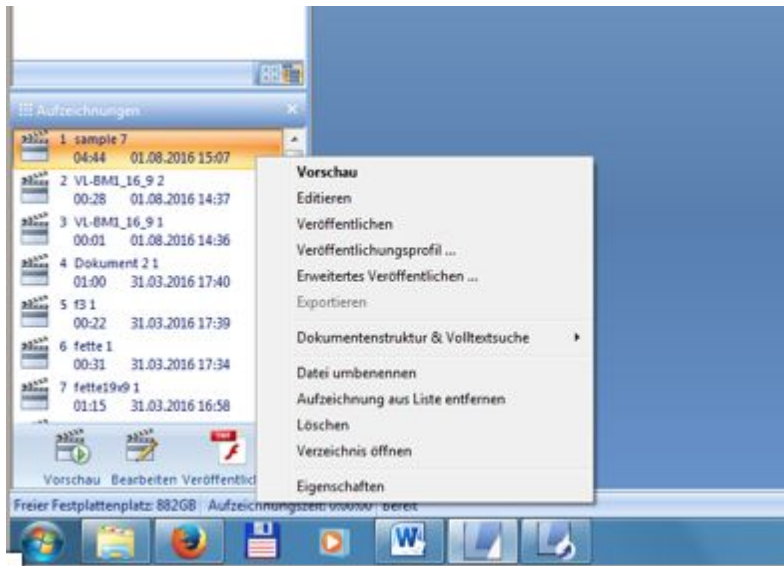 Aufzeichnungen
1 sample 7
04:44 01.08.2016 15:07
2 VL-BM1_16_9 2
00:28 01.08.2016 14:37
3 VL-BM1_16_9 1
00:01 01.08.2016 14:36
4 Dokument 2 1
01:00 31.03.2016 17:40
5 f3 1
00:22 31.03.2016 17:39
6 fette 1
00:31 31.03.2016 17:34
7 fette19x9 1
01:15 31.03.2016 16:58
Vorschau Bearbeiten Veröffentlic
Freier Festplattenplatz: 882GB Aufzeichnungszeit: 0:00:00 Bereit
Vorschau
Editieren
Veröffentlichen
Veröffentlichungsprofil ...
Erweitertes Veröffentlichen ...
Exportieren
Dokumentenstruktur & Volltextsuche
Datei umbenennen
Aufzeichnung aus Liste entfernen
Löschen
Verzeichnis öffnen
Eigenschaften